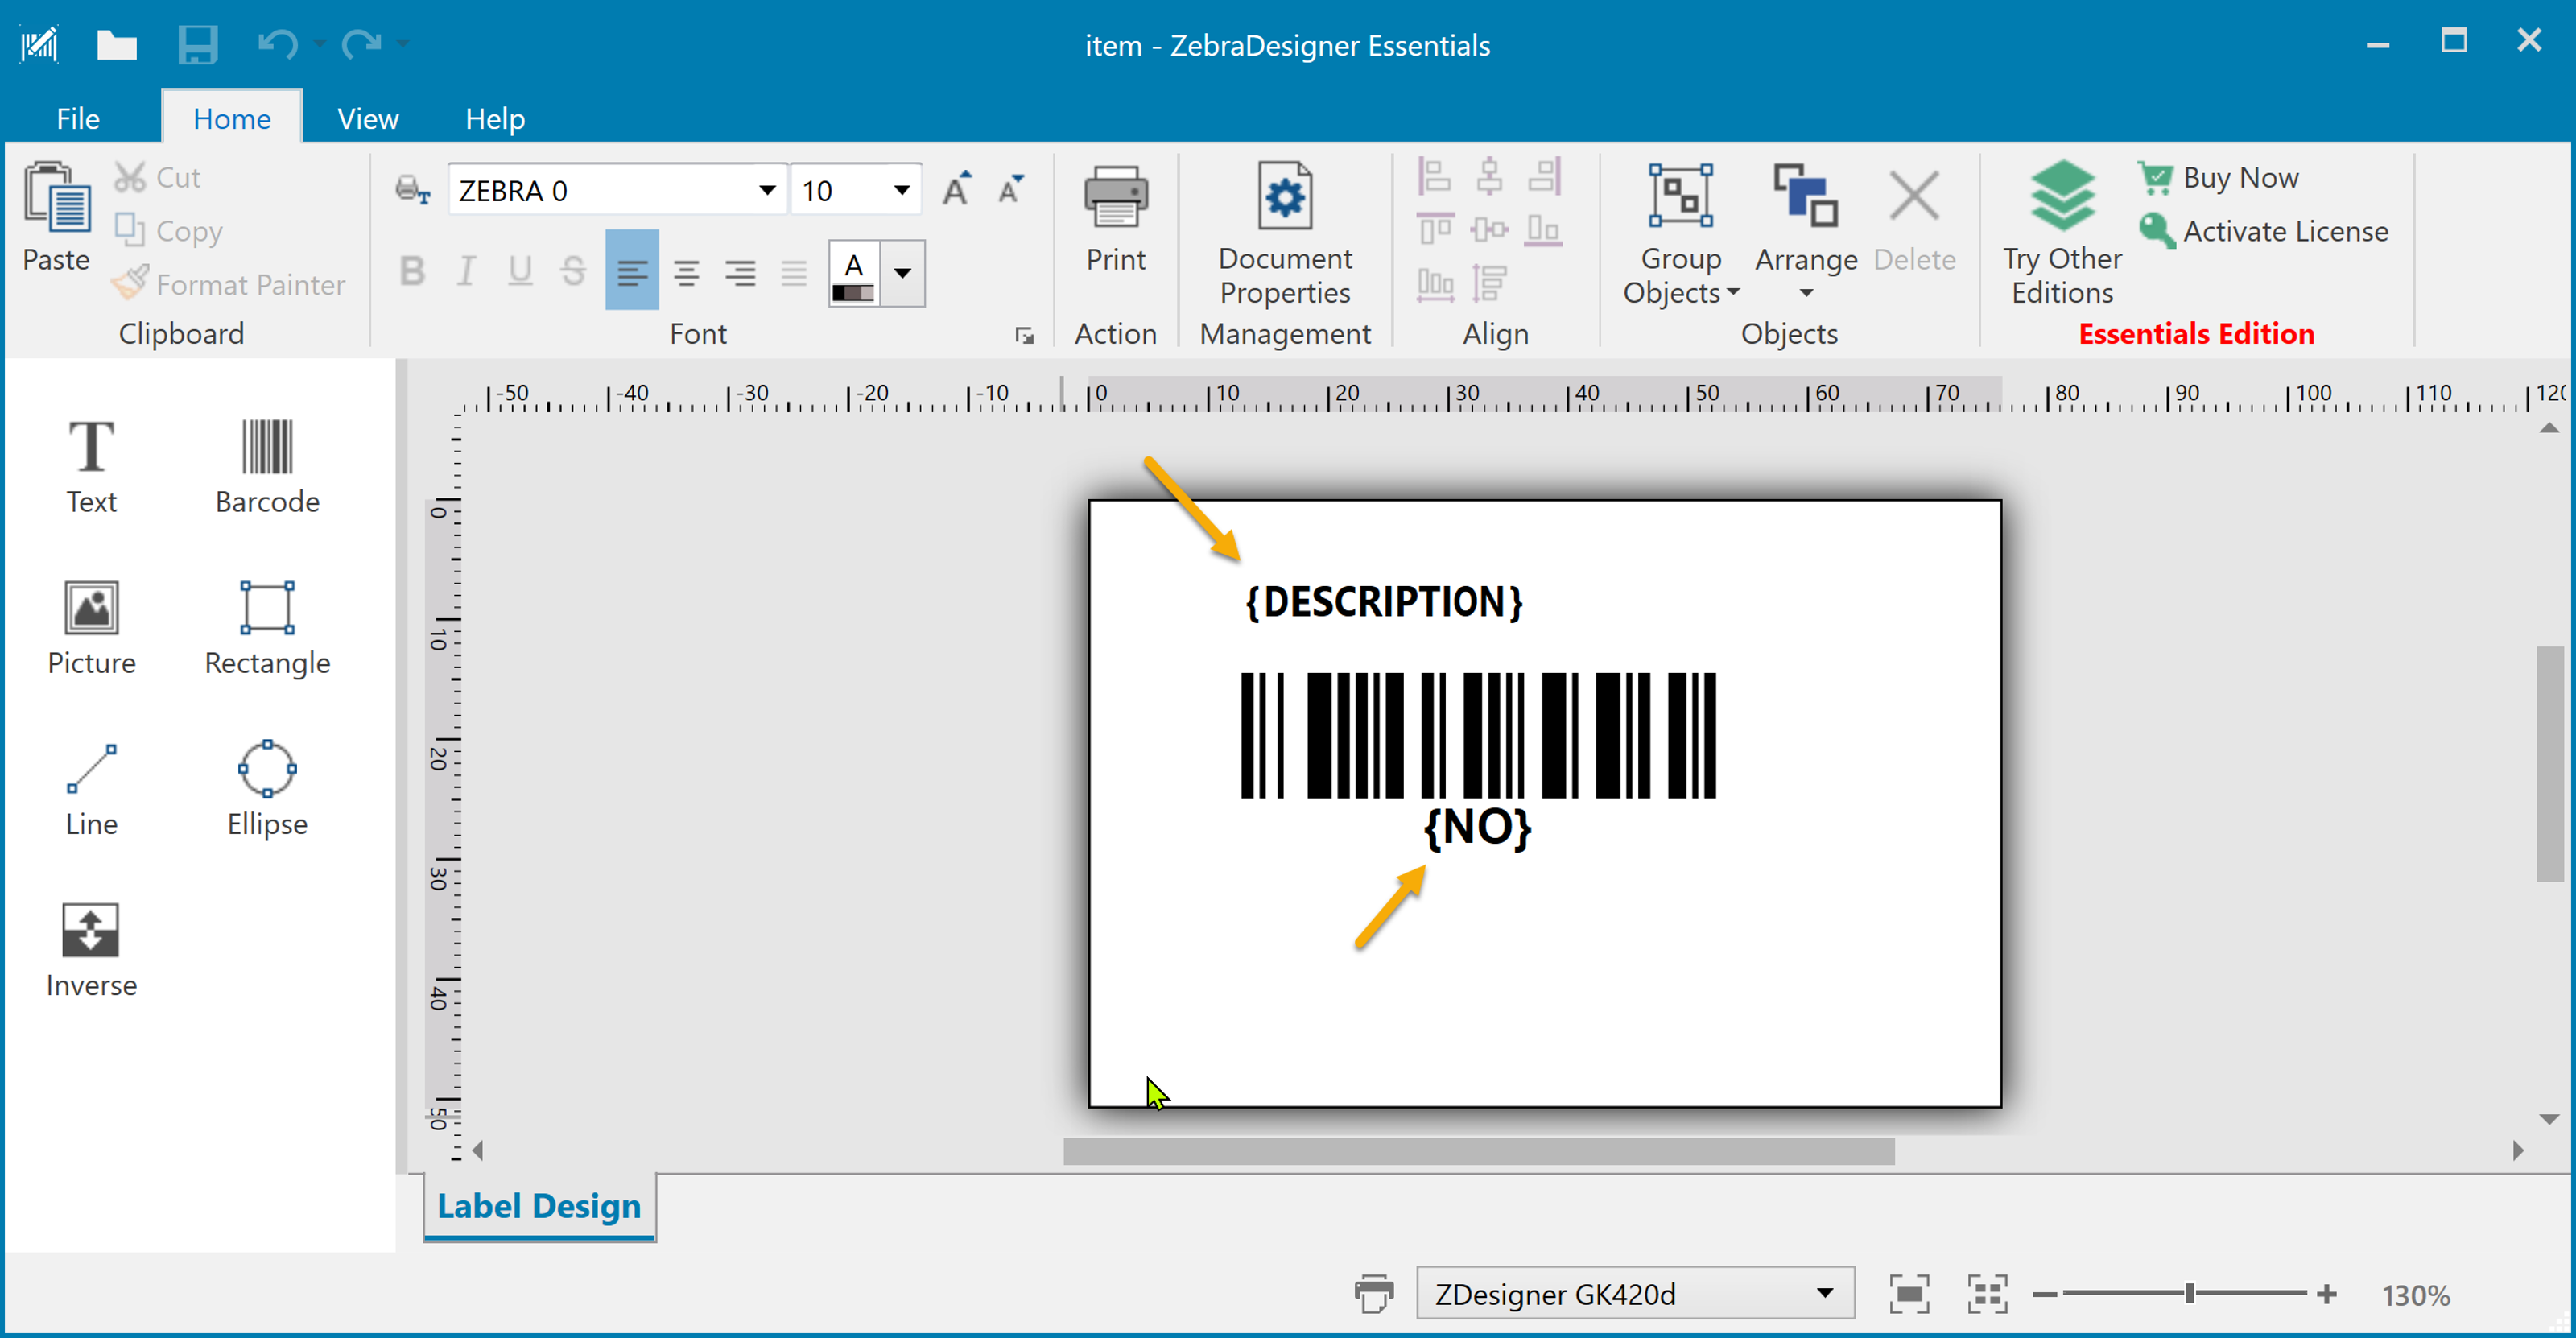 item - ZebraDesigner Essentials
File Home View Help
Paste
Cut
Copy
Format Painter
Clipboard
ZEBRA 0 10
B I U S A
Font
Print
Action
Document
Properties
Management
Align
Group
Objects
Arrange
Delete
Objects
Try Other
Editions
Buy Now
Activate License
Essentials Edition
Text Barcode
Picture Rectangle
Line Ellipse
Inverse
-50 -40 -30 -20 -10 0 10 20 30 40 50 60 70 80 90 100 110 120
0
10
20
30
40
50
{DESCRIPTION}
{NO}
Label Design
ZDesigner GK420d
130%